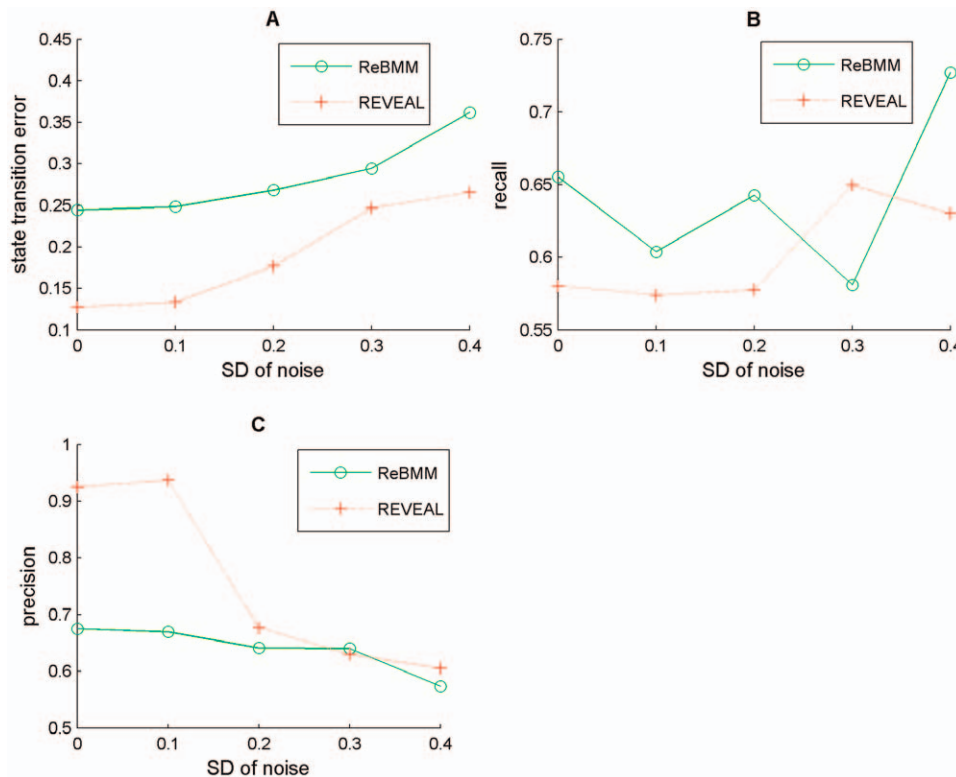 A
0.45
0.4
0.35
0.3
0.25
0.2
0.15
0.1
state transition error
0 0.1 0.2 0.3 0.4
SD of noise
ReBMM
REVEAL
B
0.75
0.7
0.65
0.6
0.55
recall
0 0.1 0.2 0.3 0.4
SD of noise
ReBMM
REVEAL
C
1
0.9
0.8
0.7
0.6
0.5
precision
0 0.1 0.2 0.3 0.4
SD of noise
ReBMM
REVEAL